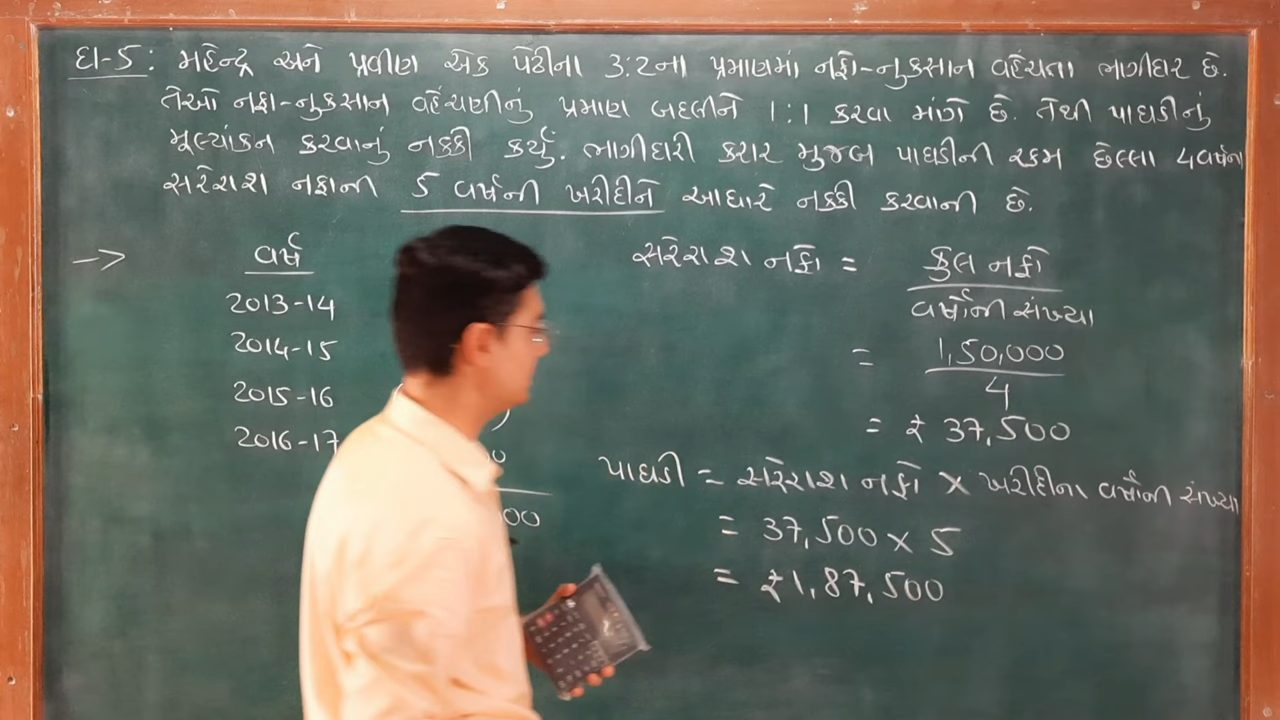 દા-5: મહેન્દ્ર અને પ્રવીણ એક પેઢીના 3:2ના પ્રમાણમાં નફા-નુકસાન વહેંચતા ભાગીદાર છે.
તેઓ નફા-નુકસાન વહેંચણીનું પ્રમાણ બદલીને 1:1 કરવા માંગે છે. તેથી પાઘડીનું
મૂલ્યાંકન કરવાનું નક્કી કર્યું. ભાગીદારી કરાર મુજબ પાઘડીની રકમ છેલ્લા 4વર્ષના
સરેરાશ નફાની 5 વર્ષની ખરીદીને આધારે નક્કી કરવાની છે.
-> વર્ષ
2013-14
2014-15
2015-16
2016-17
00
સરેરાશ નફો = કુલ નફો
વર્ષોની સંખ્યા
= 1,50,000
4
= ₹ 37,500
પાઘડી = સરેરાશ નફો × ખરીદીના વર્ષોની સંખ્યા
= 37,500 × 5
= ₹1,87,500